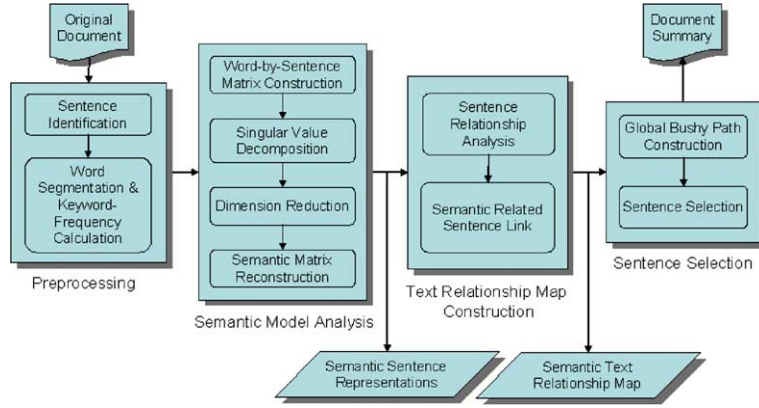 Original
Document
Sentence
Identification
Word
Segmentation &
Keyword-
Frequency
Calculation
Preprocessing
Word-by-Sentence
Matrix Construction
Singular Value
Decomposition
Dimension Reduction
Semantic Matrix
Reconstruction
Semantic Model Analysis
Sentence
Relationship
Analysis
Semantic Related
Sentence Link
Text Relationship Map
Construction
Document
Summary
Global Bushy Path
Construction
Sentence Selection
Sentence Selection
Semantic Sentence
Representations
Semantic Text
Relationship Map